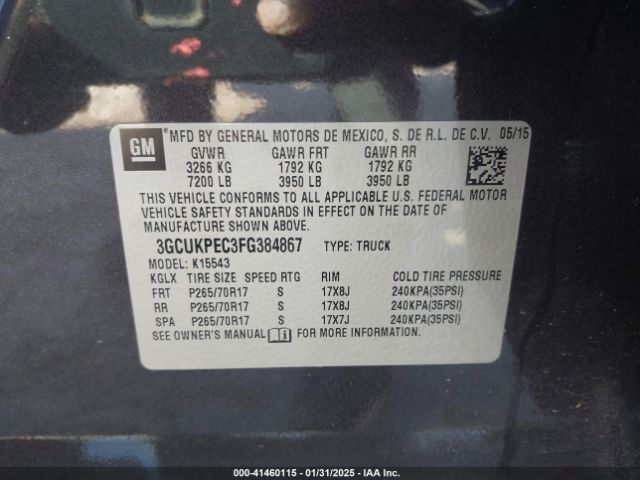 GM
®MFD BY GENERAL MOTORS DE MEXICO, S. DE R.L. DE C.V. 05/15
GVWR GAWR FRT GAWR RR
3266 KG 1792 KG 1792 KG
7200 LB 3950 LB 3950 LB
THIS VEHICLE CONFORMS TO ALL APPLICABLE U.S. FEDERAL MOTOR
VEHICLE SAFETY STANDARDS IN EFFECT ON THE DATE OF
MANUFACTURE SHOWN ABOVE.
3GCUKPEC3FG384867 TYPE: TRUCK
MODEL: K15543
KGLX TIRE SIZE SPEED RTG RIM COLD TIRE PRESSURE
FRT P265/70R17 S 17X8J 240KPA(35PSI)
RR P265/70R17 S 17X8J 240KPA(35PSI)
SPA P265/70R17 S 17X7J 240KPA(35PSI)
SEE OWNER'S MANUAL i FOR MORE INFORMATION.
000-41460115 - 01/31/2025 - IAA Inc.